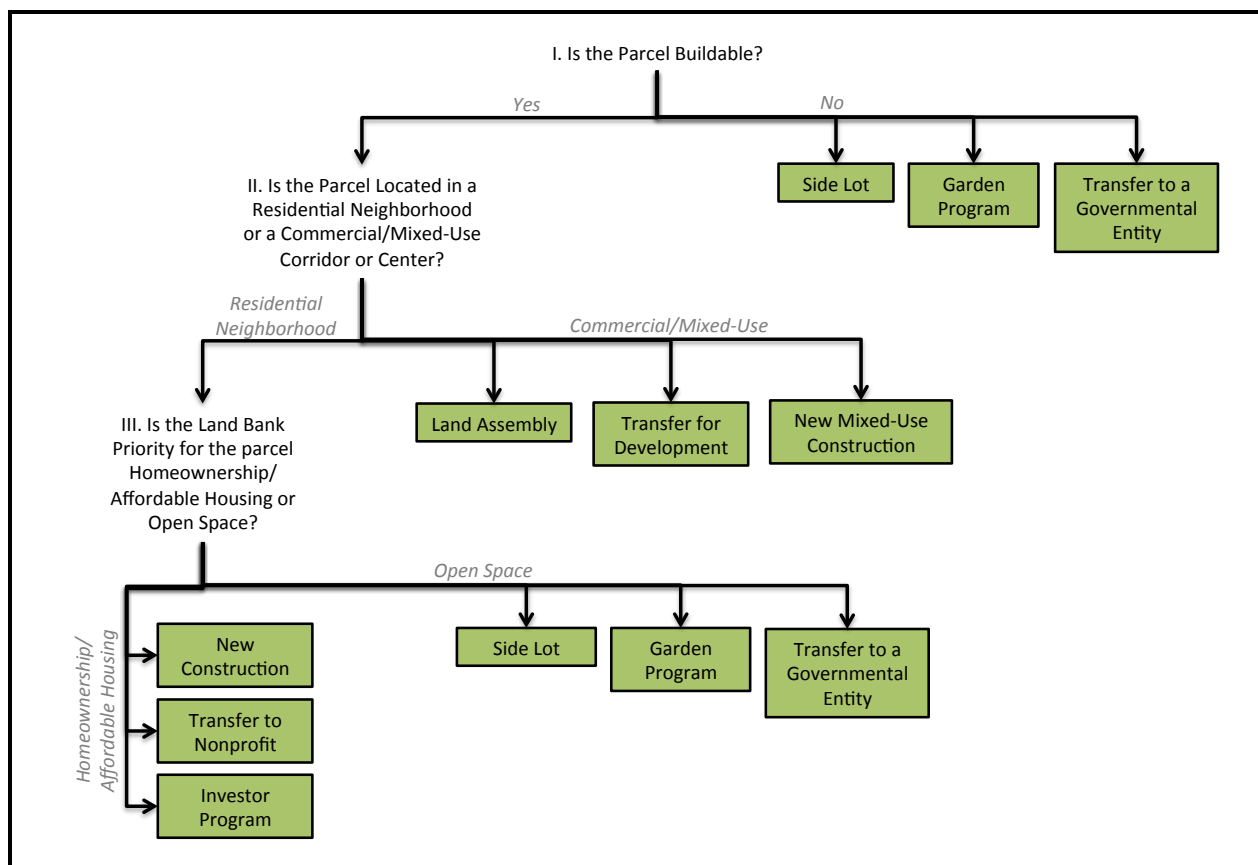 I. Is the Parcel Buildable?
Yes
No
Side Lot
Garden
Program
Transfer to a
Governmental
Entity
II. Is the Parcel Located in a
Residential Neighborhood
or a Commercial/Mixed-Use
Corridor or Center?
Residential
Neighborhood
Commercial/Mixed-Use
Land Assembly
Transfer for
Development
New Mixed-Use
Construction
III. Is the Land Bank
Priority for the parcel
Homeownership/
Affordable Housing or
Open Space?
Open Space
Homeownership/
Affordable Housing
New
Construction
Transfer to
Nonprofit
Investor
Program
Side Lot
Garden
Program
Transfer to a
Governmental
Entity